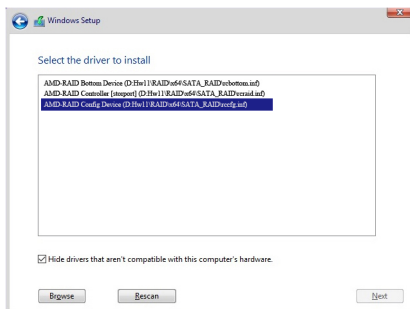 Windows Setup
Select the driver to install
AMD-RAID Bottom Device (D:Hw11\RAID\x64\SATA_RAID\rcbottom.inf)
AMD-RAID Controller [storport] (D:Hw11\RAID\x64\SATA_RAID\rcraid.inf)
AMD-RAID Config Device (D:Hw11\RAID\x64\SATA_RAID\rccfg.inf)
Hide drivers that aren't compatible with this computer's hardware.
Browse
Rescan
Next